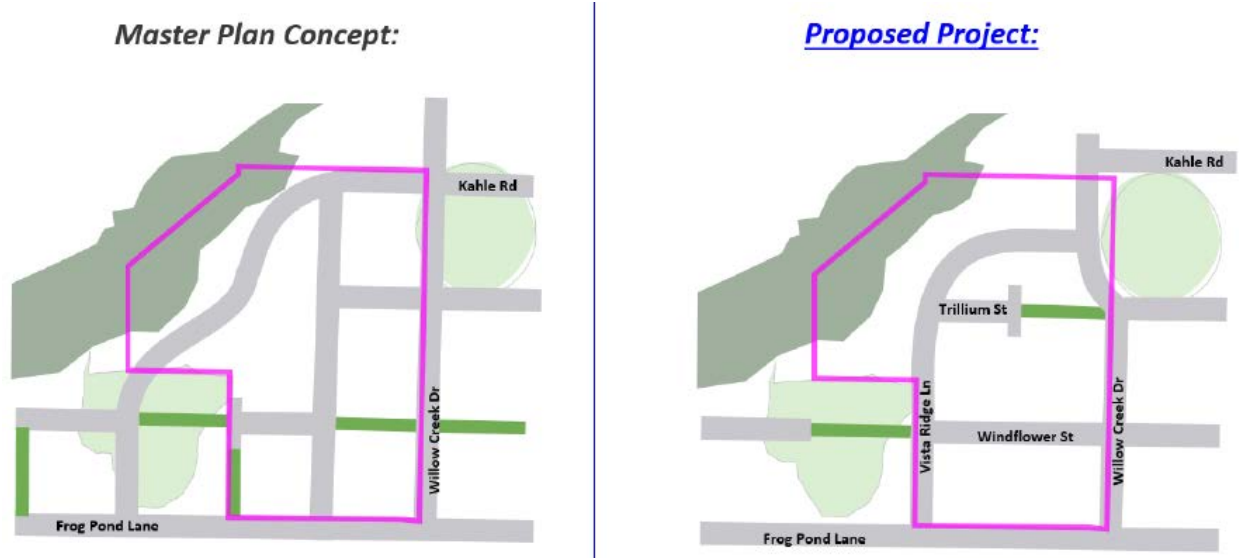 Master Plan Concept:
Kahle Rd
Willow Creek Dr
Frog Pond Lane
Proposed Project:
Kahle Rd
Trillium St
Vista Ridge Ln
Windflower St
Willow Creek Dr
Frog Pond Lane